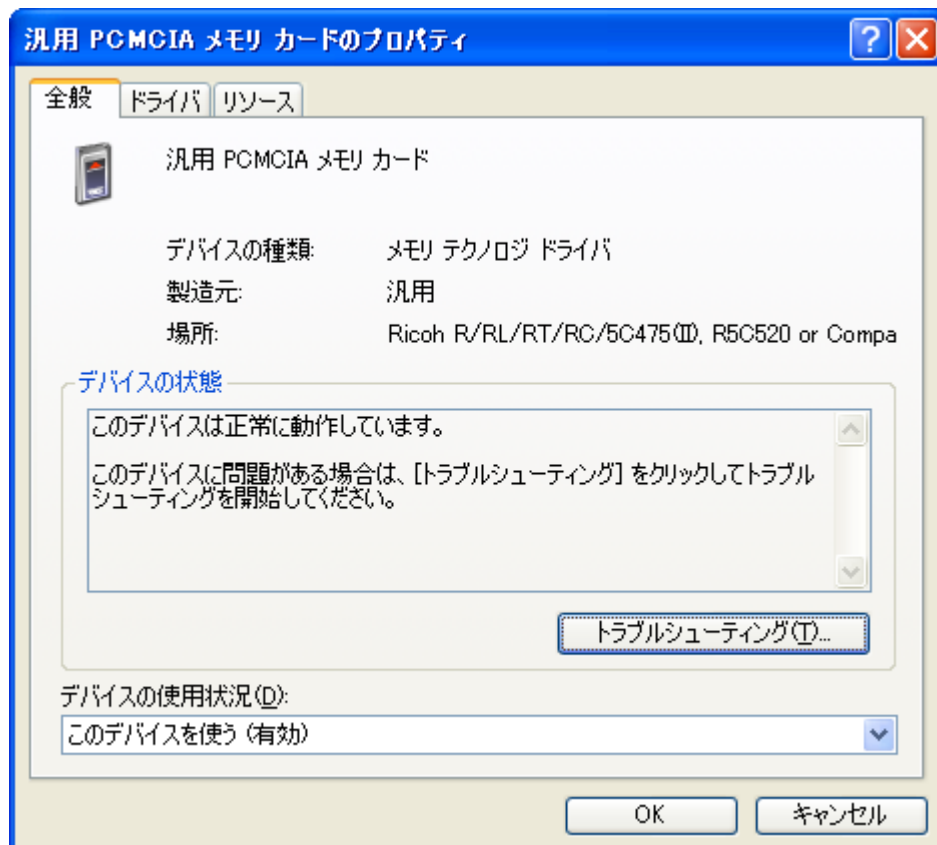 汎用 PCMCIA メモリ カードのプロパティ
全般 ドライバ リソース
汎用 PCMCIA メモリ カード
デバイスの種類: メモリ テクノロジ ドライバ
製造元: 汎用
場所: Ricoh R/RL/RT/RC/5C475(II), R5C520 or Compa
デバイスの状態
このデバイスは正常に動作しています。
このデバイスに問題がある場合は、[トラブルシューティング] をクリックしてトラブル
シューティングを開始してください。
トラブルシューティング(T)...
デバイスの使用状況(D):
このデバイスを使う (有効)
OK キャンセル